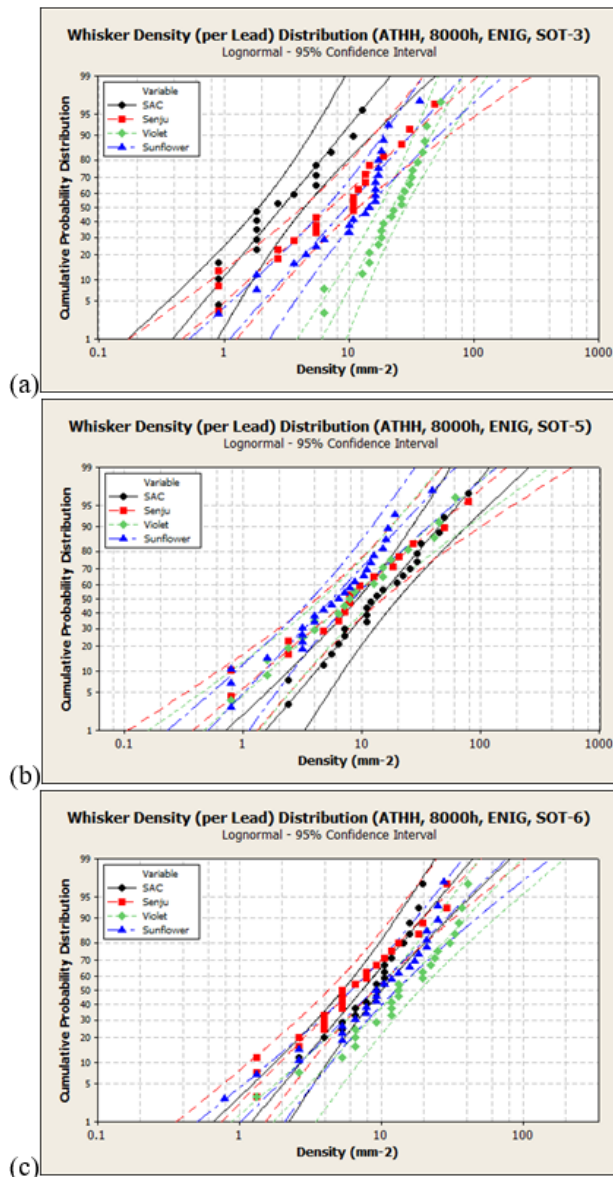 Whisker Density (per Lead) Distribution (ATHH, 8000h, ENIG, SOT-3)
Lognormal - 95% Confidence Interval
Variable
SAC
Senju
Violet
Sunflower
Cumulative Probability Distribution
99
95
90
80
70
60
50
40
30
20
10
5
1
0.1 1 10 100 1000
Density (mm-2)
(a)
Whisker Density (per Lead) Distribution (ATHH, 8000h, ENIG, SOT-5)
Lognormal - 95% Confidence Interval
Variable
SAC
Senju
Violet
Sunflower
Cumulative Probability Distribution
99
95
90
80
70
60
50
40
30
20
10
5
1
0.1 1 10 100 1000
Density (mm-2)
(b)
Whisker Density (per Lead) Distribution (ATHH, 8000h, ENIG, SOT-6)
Lognormal - 95% Confidence Interval
Variable
SAC
Senju
Violet
Sunflower
Cumulative Probability Distribution
99
95
90
80
70
60
50
40
30
20
10
5
1
0.1 1 10 100
Density (mm-2)
(c)